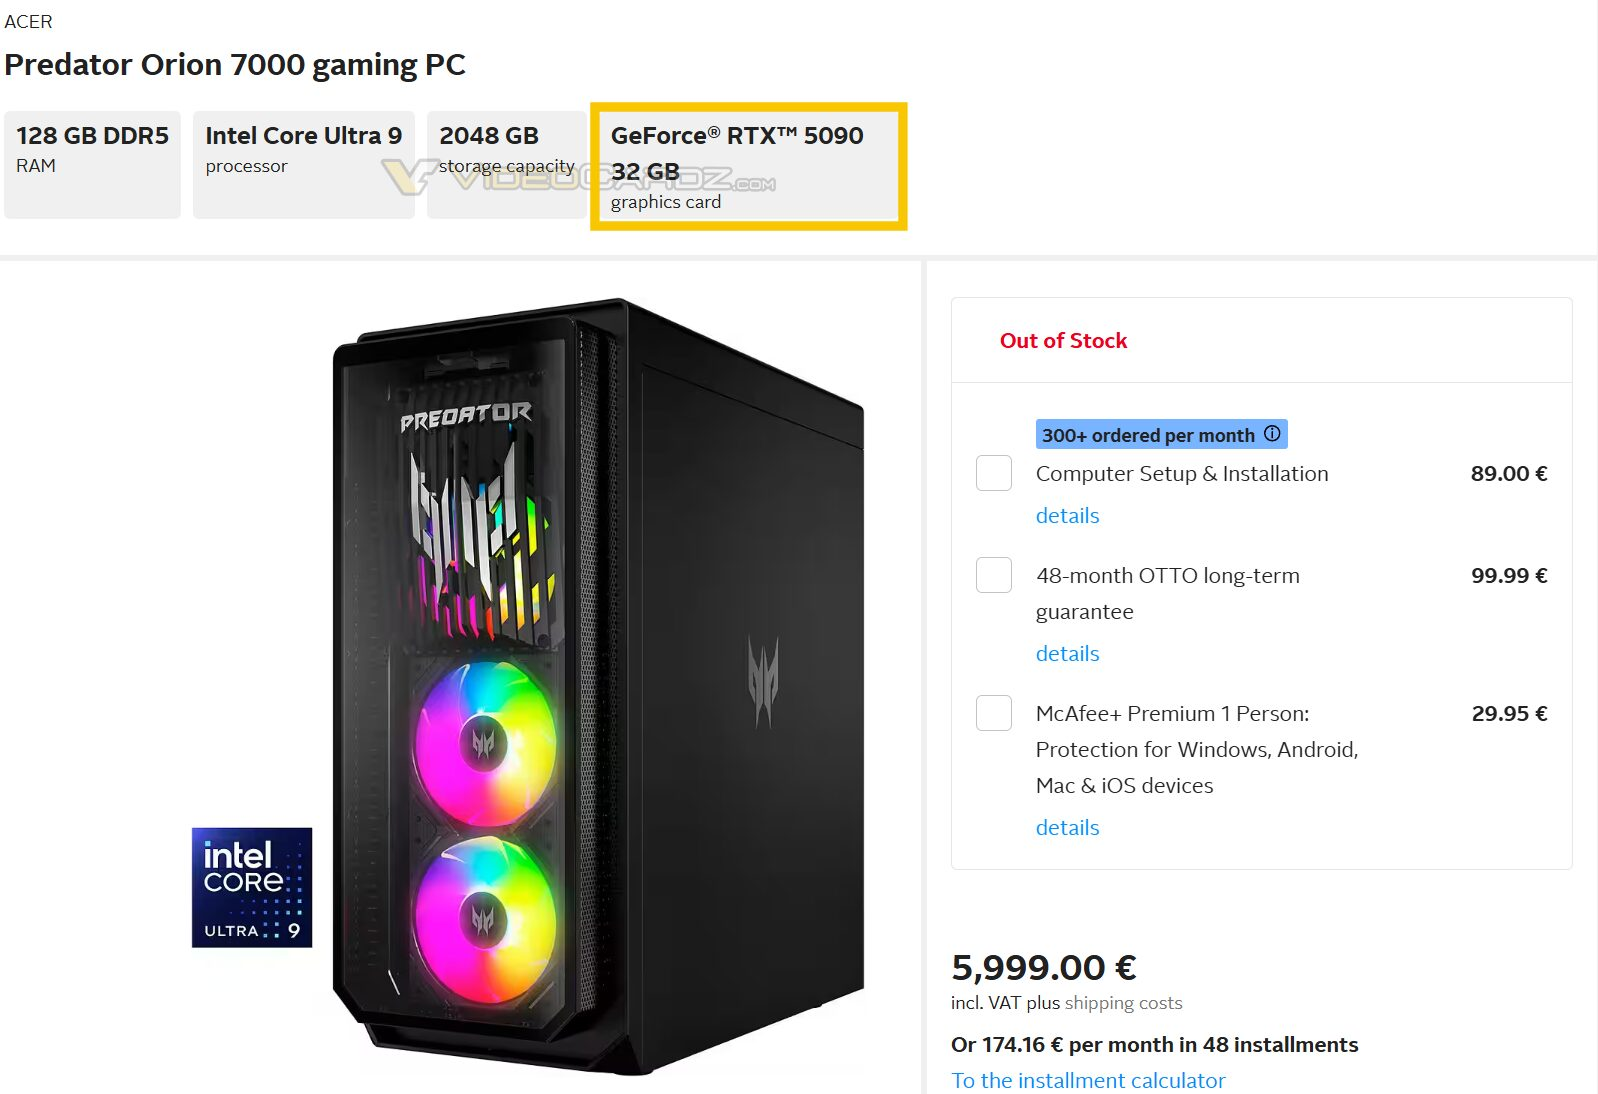 ACER
Predator Orion 7000 gaming PC
128 GB DDR5
RAM
Intel Core Ultra 9
processor
2048 GB
storage capacity
GeForce® RTX™ 5090
32 GB
graphics card
VIDEOCARDZ.COM
Out of Stock
300+ ordered per month
Computer Setup & Installation
89.00 €
details
48-month OTTO long-term
guarantee
99.99 €
details
McAfee+ Premium 1 Person:
Protection for Windows, Android,
Mac & iOS devices
29.95 €
details
PREDATOR
intel
CORE
ULTRA 9
5,999.00 €
incl. VAT plus shipping costs
Or 174.16 € per month in 48 installments
To the installment calculator